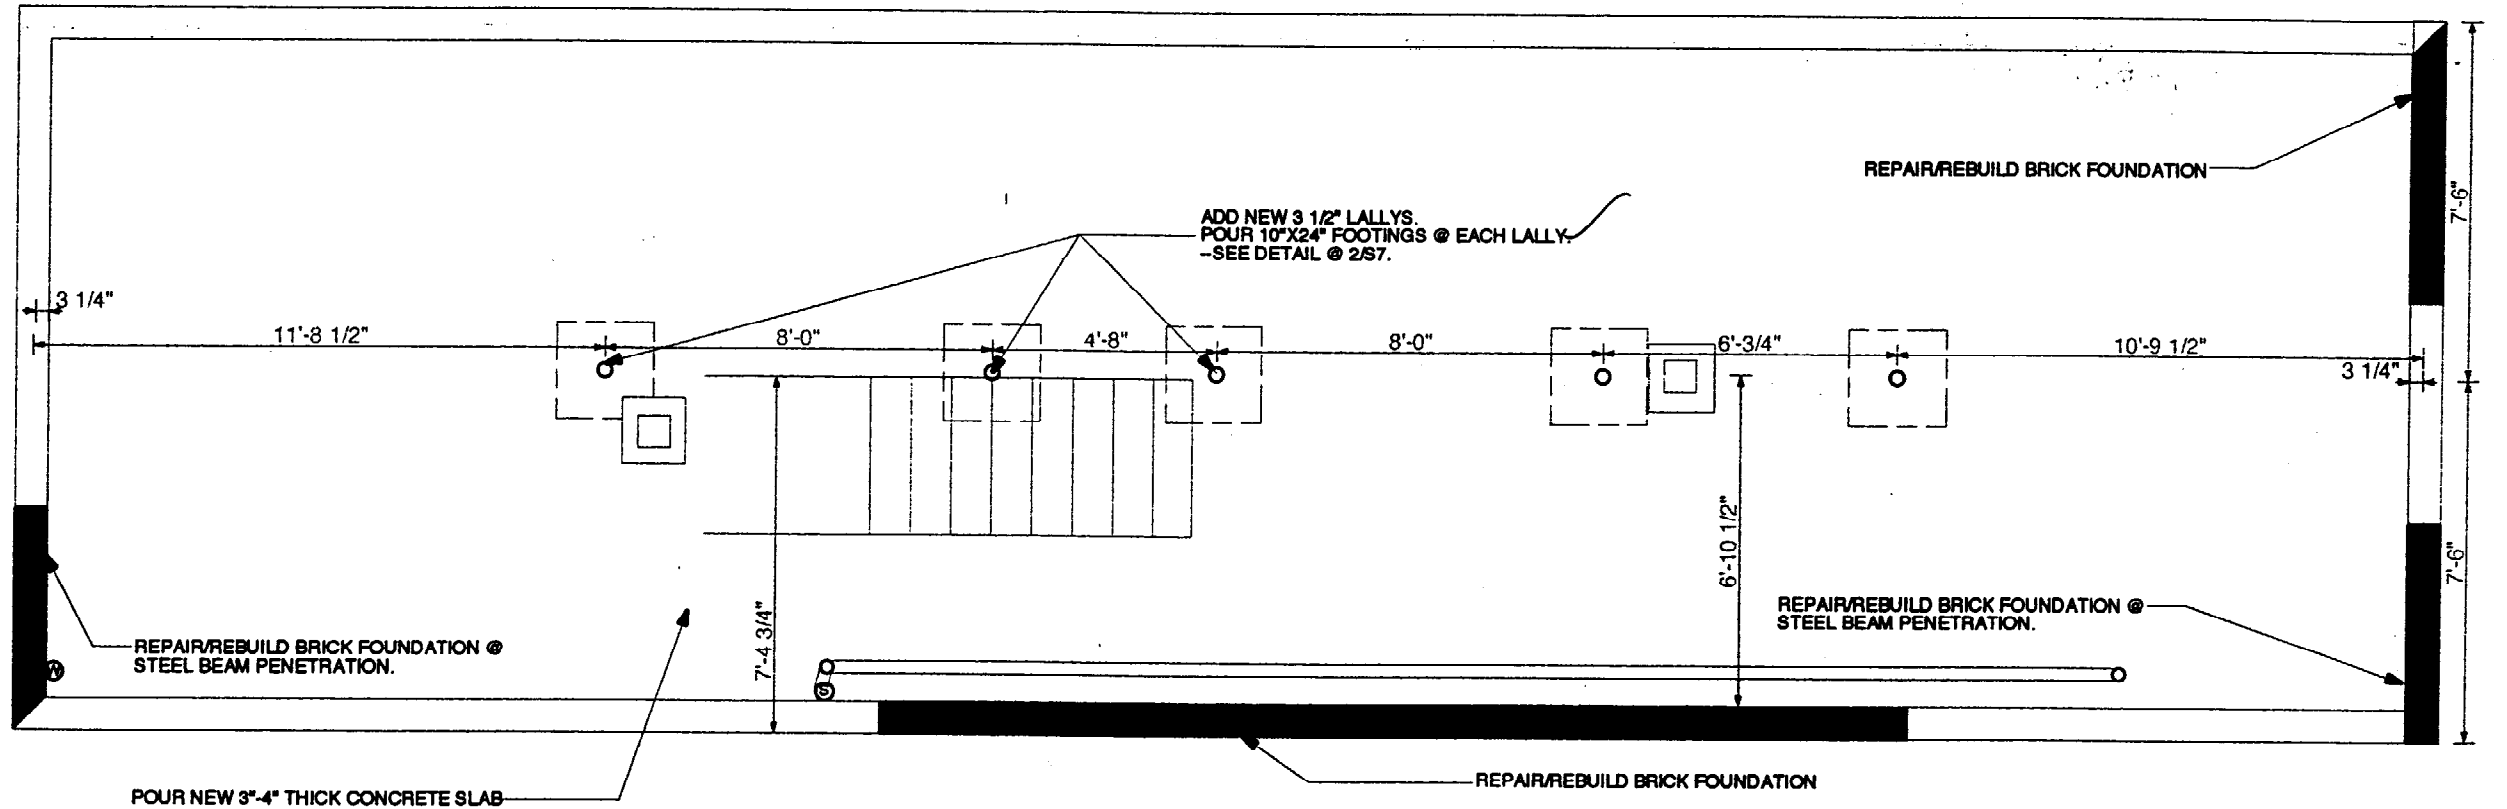 REPAIR/REBUILD BRICK FOUNDATION
7'-6"
ADD NEW 3 1/2" LALLYS.
POUR 10"X24" FOOTINGS @ EACH LALLY.
--SEE DETAIL @ 2/S7.
3 1/4"
11'-8 1/2"
8'-0"
4'-8"
8'-0"
6'-3/4"
10'-9 1/2"
3 1/4"
6'-10 1/2"
7'-6"
7'-4 3/4"
REPAIR/REBUILD BRICK FOUNDATION @
STEEL BEAM PENETRATION.
REPAIR/REBUILD BRICK FOUNDATION @
STEEL BEAM PENETRATION.
W
S
REPAIR/REBUILD BRICK FOUNDATION
POUR NEW 3"-4" THICK CONCRETE SLAB